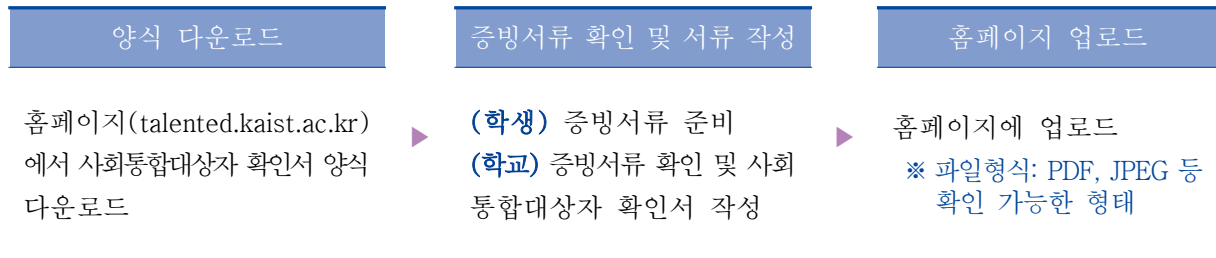 양식 다운로드
홈페이지(talented.kaist.ac.kr)
에서 사회통합대상자 확인서 양식
다운로드
증빙서류 확인 및 서류 작성
(학생) 증빙서류 준비
(학교) 증빙서류 확인 및 사회
통합대상자 확인서 작성
홈페이지 업로드
홈페이지에 업로드
※ 파일형식: PDF, JPEG 등
확인 가능한 형태